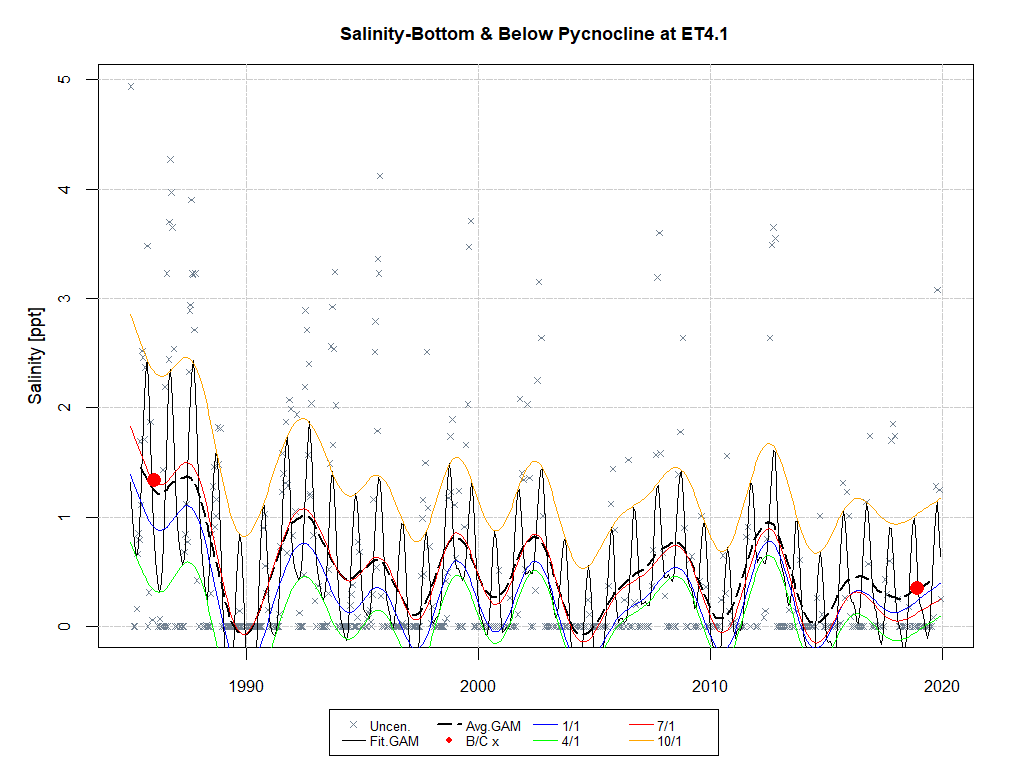 Salinity-Bottom & Below Pycnocline at ET4.1
Salinity [ppt]
5
4
3
2
1
0
1990 2000 2010 2020
Uncen. Avg.GAM 1/1 7/1
Fit.GAM B/C x 4/1 10/1